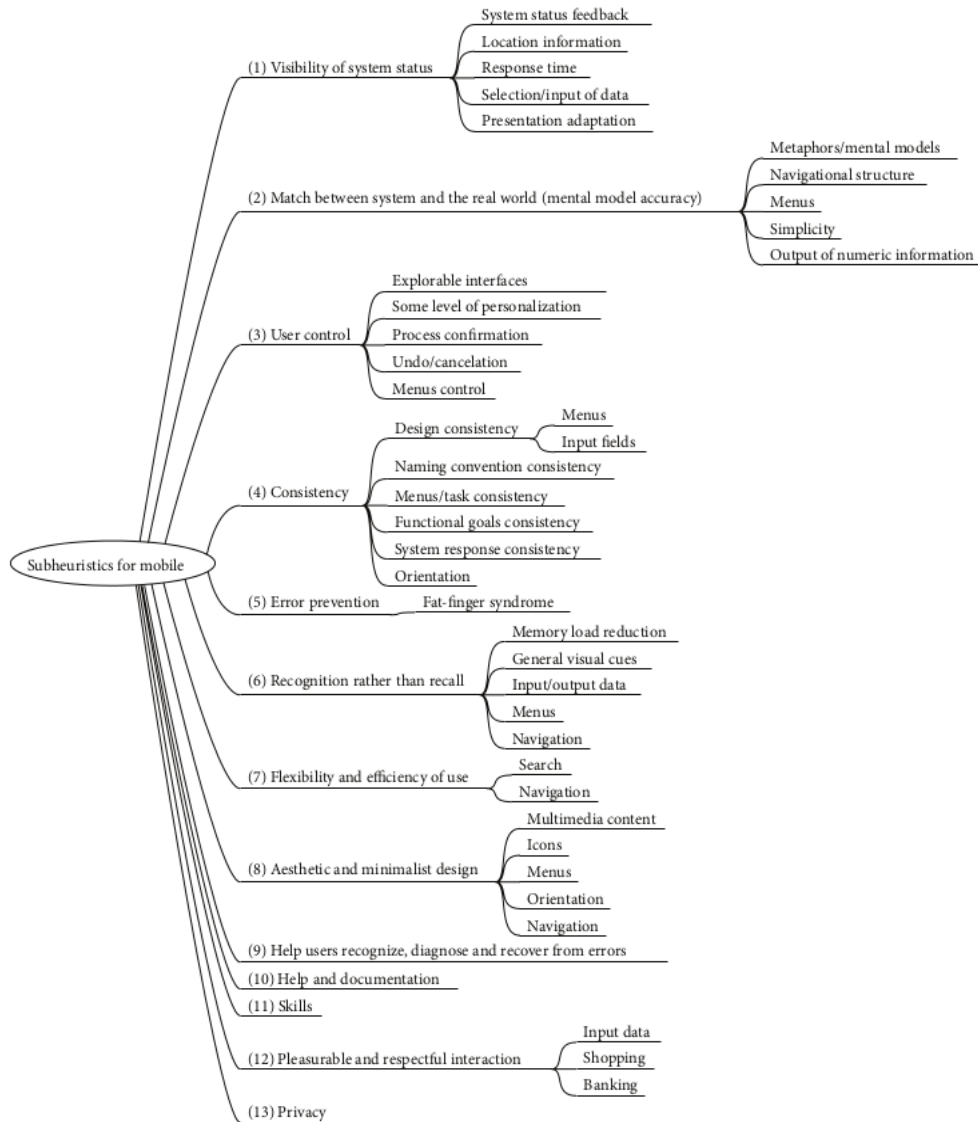 Subheuristics for mobile
(1) Visibility of system status
System status feedback
Location information
Response time
Selection/input of data
Presentation adaptation
(2) Match between system and the real world (mental model accuracy)
Metaphors/mental models
Navigational structure
Menus
Simplicity
Output of numeric information
(3) User control
Explorable interfaces
Some level of personalization
Process confirmation
Undo/cancelation
Menus control
(4) Consistency
Design consistency
Menus
Input fields
Naming convention consistency
Menus/task consistency
Functional goals consistency
System response consistency
Orientation
(5) Error prevention
Fat-finger syndrome
(6) Recognition rather than recall
Memory load reduction
General visual cues
Input/output data
Menus
Navigation
(7) Flexibility and efficiency of use
Search
Navigation
(8) Aesthetic and minimalist design
Multimedia content
Icons
Menus
Orientation
Navigation
(9) Help users recognize, diagnose and recover from errors
(10) Help and documentation
(11) Skills
(12) Pleasurable and respectful interaction
Input data
Shopping
Banking
(13) Privacy